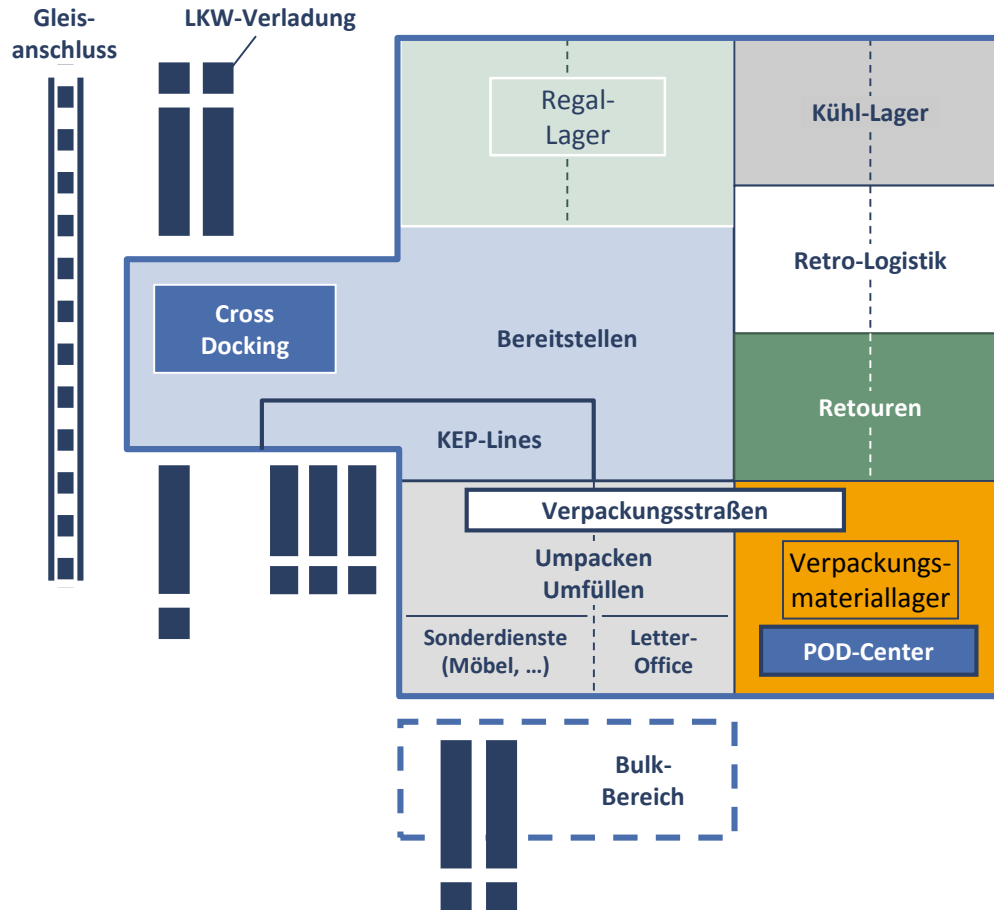 Gleis-
anschluss
LKW-Verladung
Regal-
Lager
Kühl-Lager
Retro-Logistik
Cross
Docking
Bereitstellen
Retouren
KEP-Lines
Verpackungsstraßen
Umpacken
Umfüllen
Verpackungs-
materiallager
Sonderdienste
(Möbel, ...)
Letter-
Office
POD-Center
Bulk-
Bereich